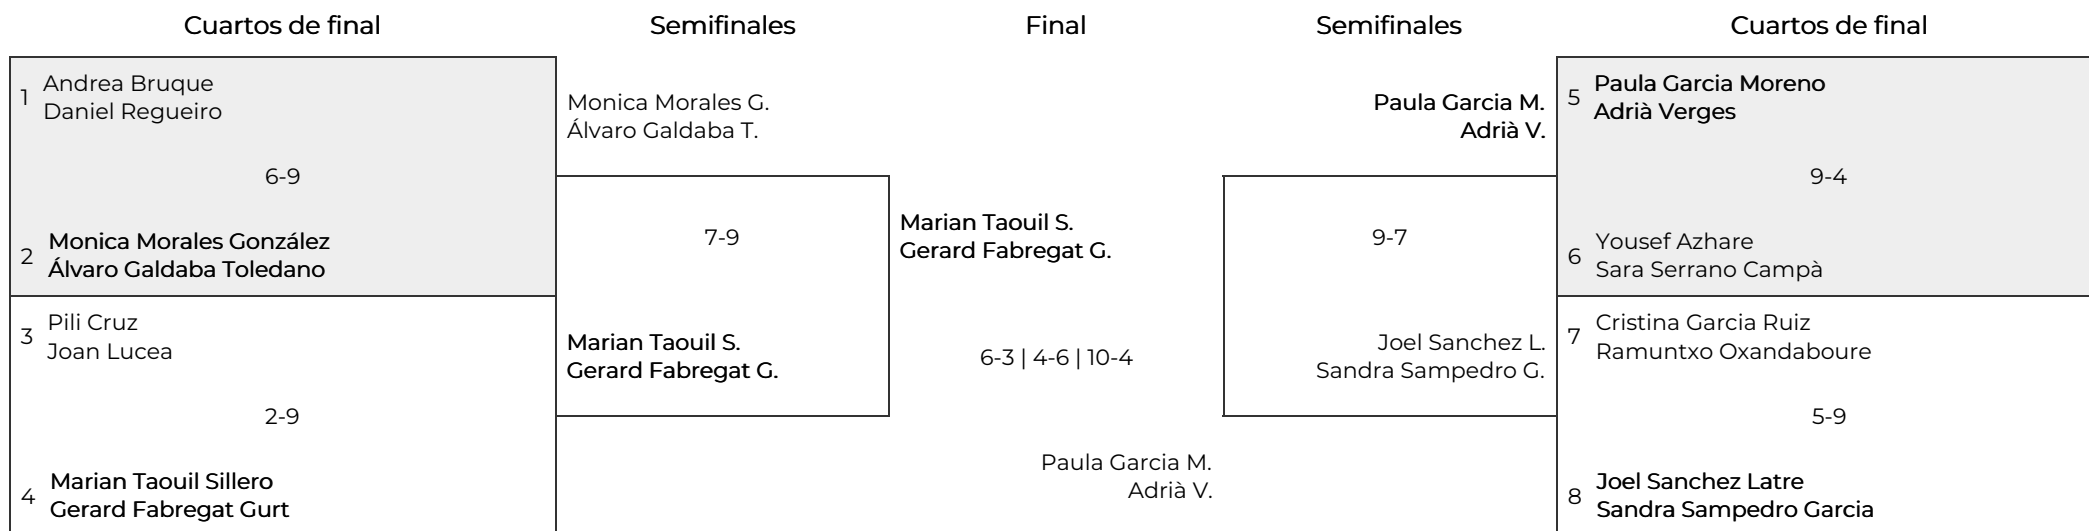 Cuartos de final
Semifinales
Final
Semifinales
Cuartos de final
1
Andrea Bruque
Daniel Regueiro
6-9
2
Monica Morales González
Álvaro Galdaba Toledano
3
Pili Cruz
Joan Lucea
2-9
4
Marian Taouil Sillero
Gerard Fabregat Gurt
Monica Morales G.
Álvaro Galdaba T.
7-9
Marian Taouil S.
Gerard Fabregat G.
Marian Taouil S.
Gerard Fabregat G.
6-3 | 4-6 | 10-4
Paula Garcia M.
Adrià V.
Paula Garcia M.
Adrià V.
9-7
Joel Sanchez L.
Sandra Sampedro G.
5
Paula Garcia Moreno
Adrià Verges
9-4
6
Yousef Azhare
Sara Serrano Campà
7
Cristina Garcia Ruiz
Ramuntxo Oxandaboure
5-9
8
Joel Sanchez Latre
Sandra Sampedro Garcia